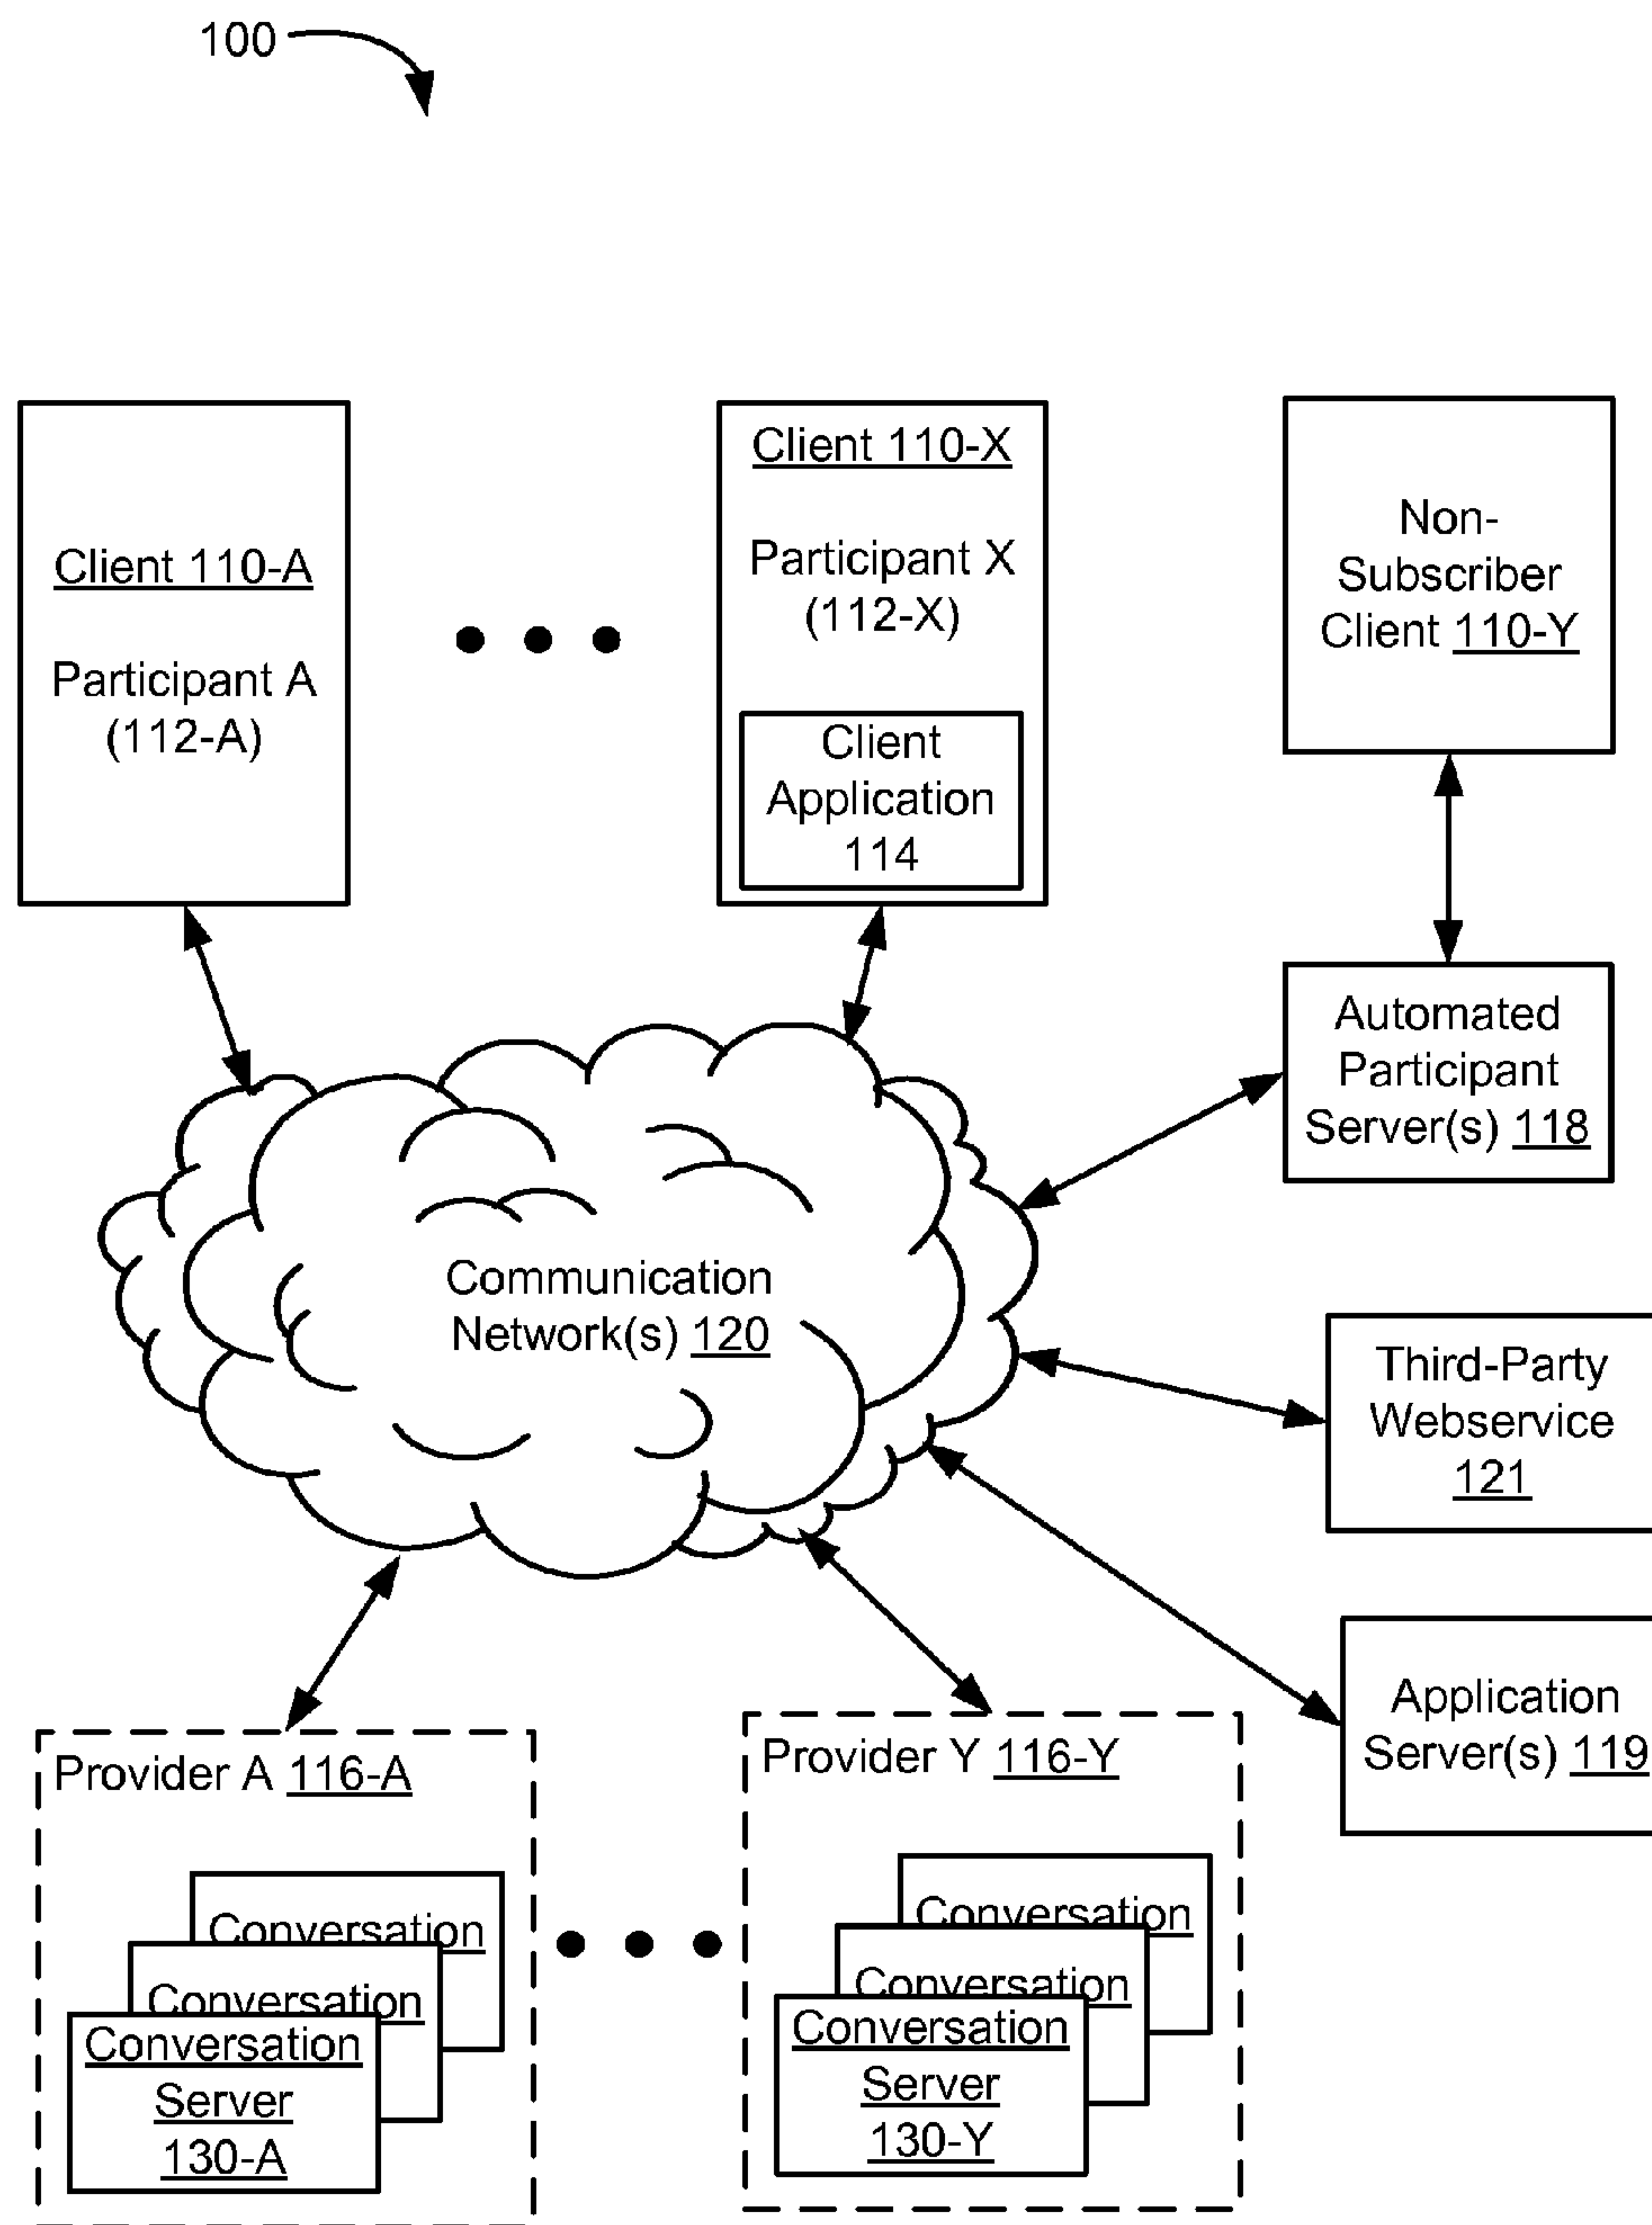 100
Client 110-A
Participant A
(112-A)
Client 110-X
Participant X
(112-X)
Client
Application
114
Non-
Subscriber
Client 110-Y
Automated
Participant
Server(s) 118
Communication
Network(s) 120
Third-Party
Webservice
121
Application
Server(s) 119
Provider A 116-A
Conversation
Conversation
Conversation
Server
130-A
Provider Y 116-Y
Conversation
Conversation
Conversation
Server
130-Y